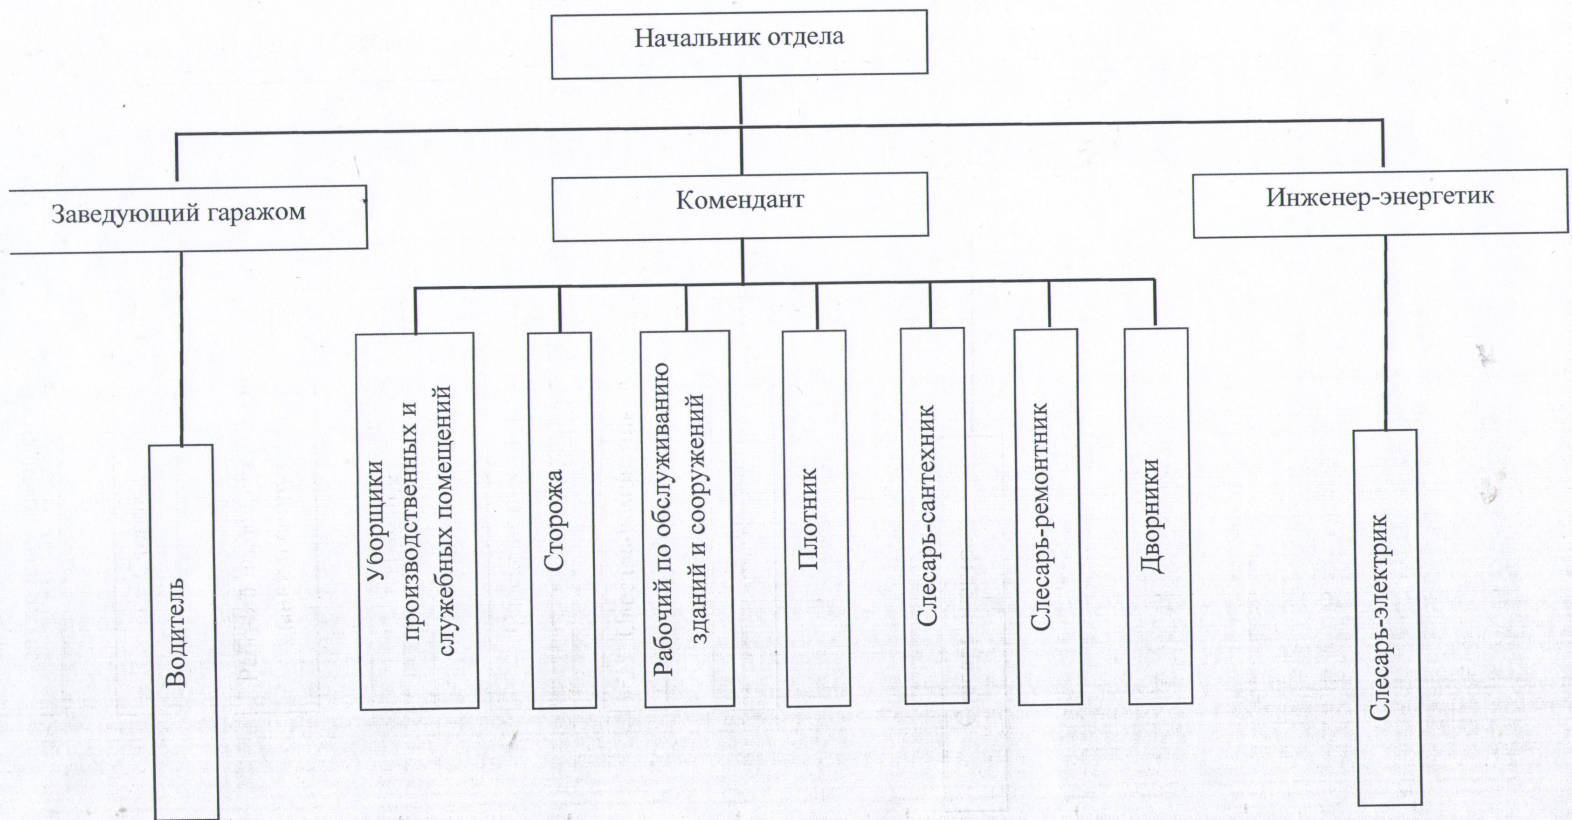 Начальник отдела
Заведующий гаражом
Комендант
Инженер-энергетик
Водитель
Уборщики
производственных и
служебных помещений
Сторожа
Рабочий по обслуживанию
зданий и сооружений
Плотник
Слесарь-сантехник
Слесарь-ремонтник
Дворники
Слесарь-электрик